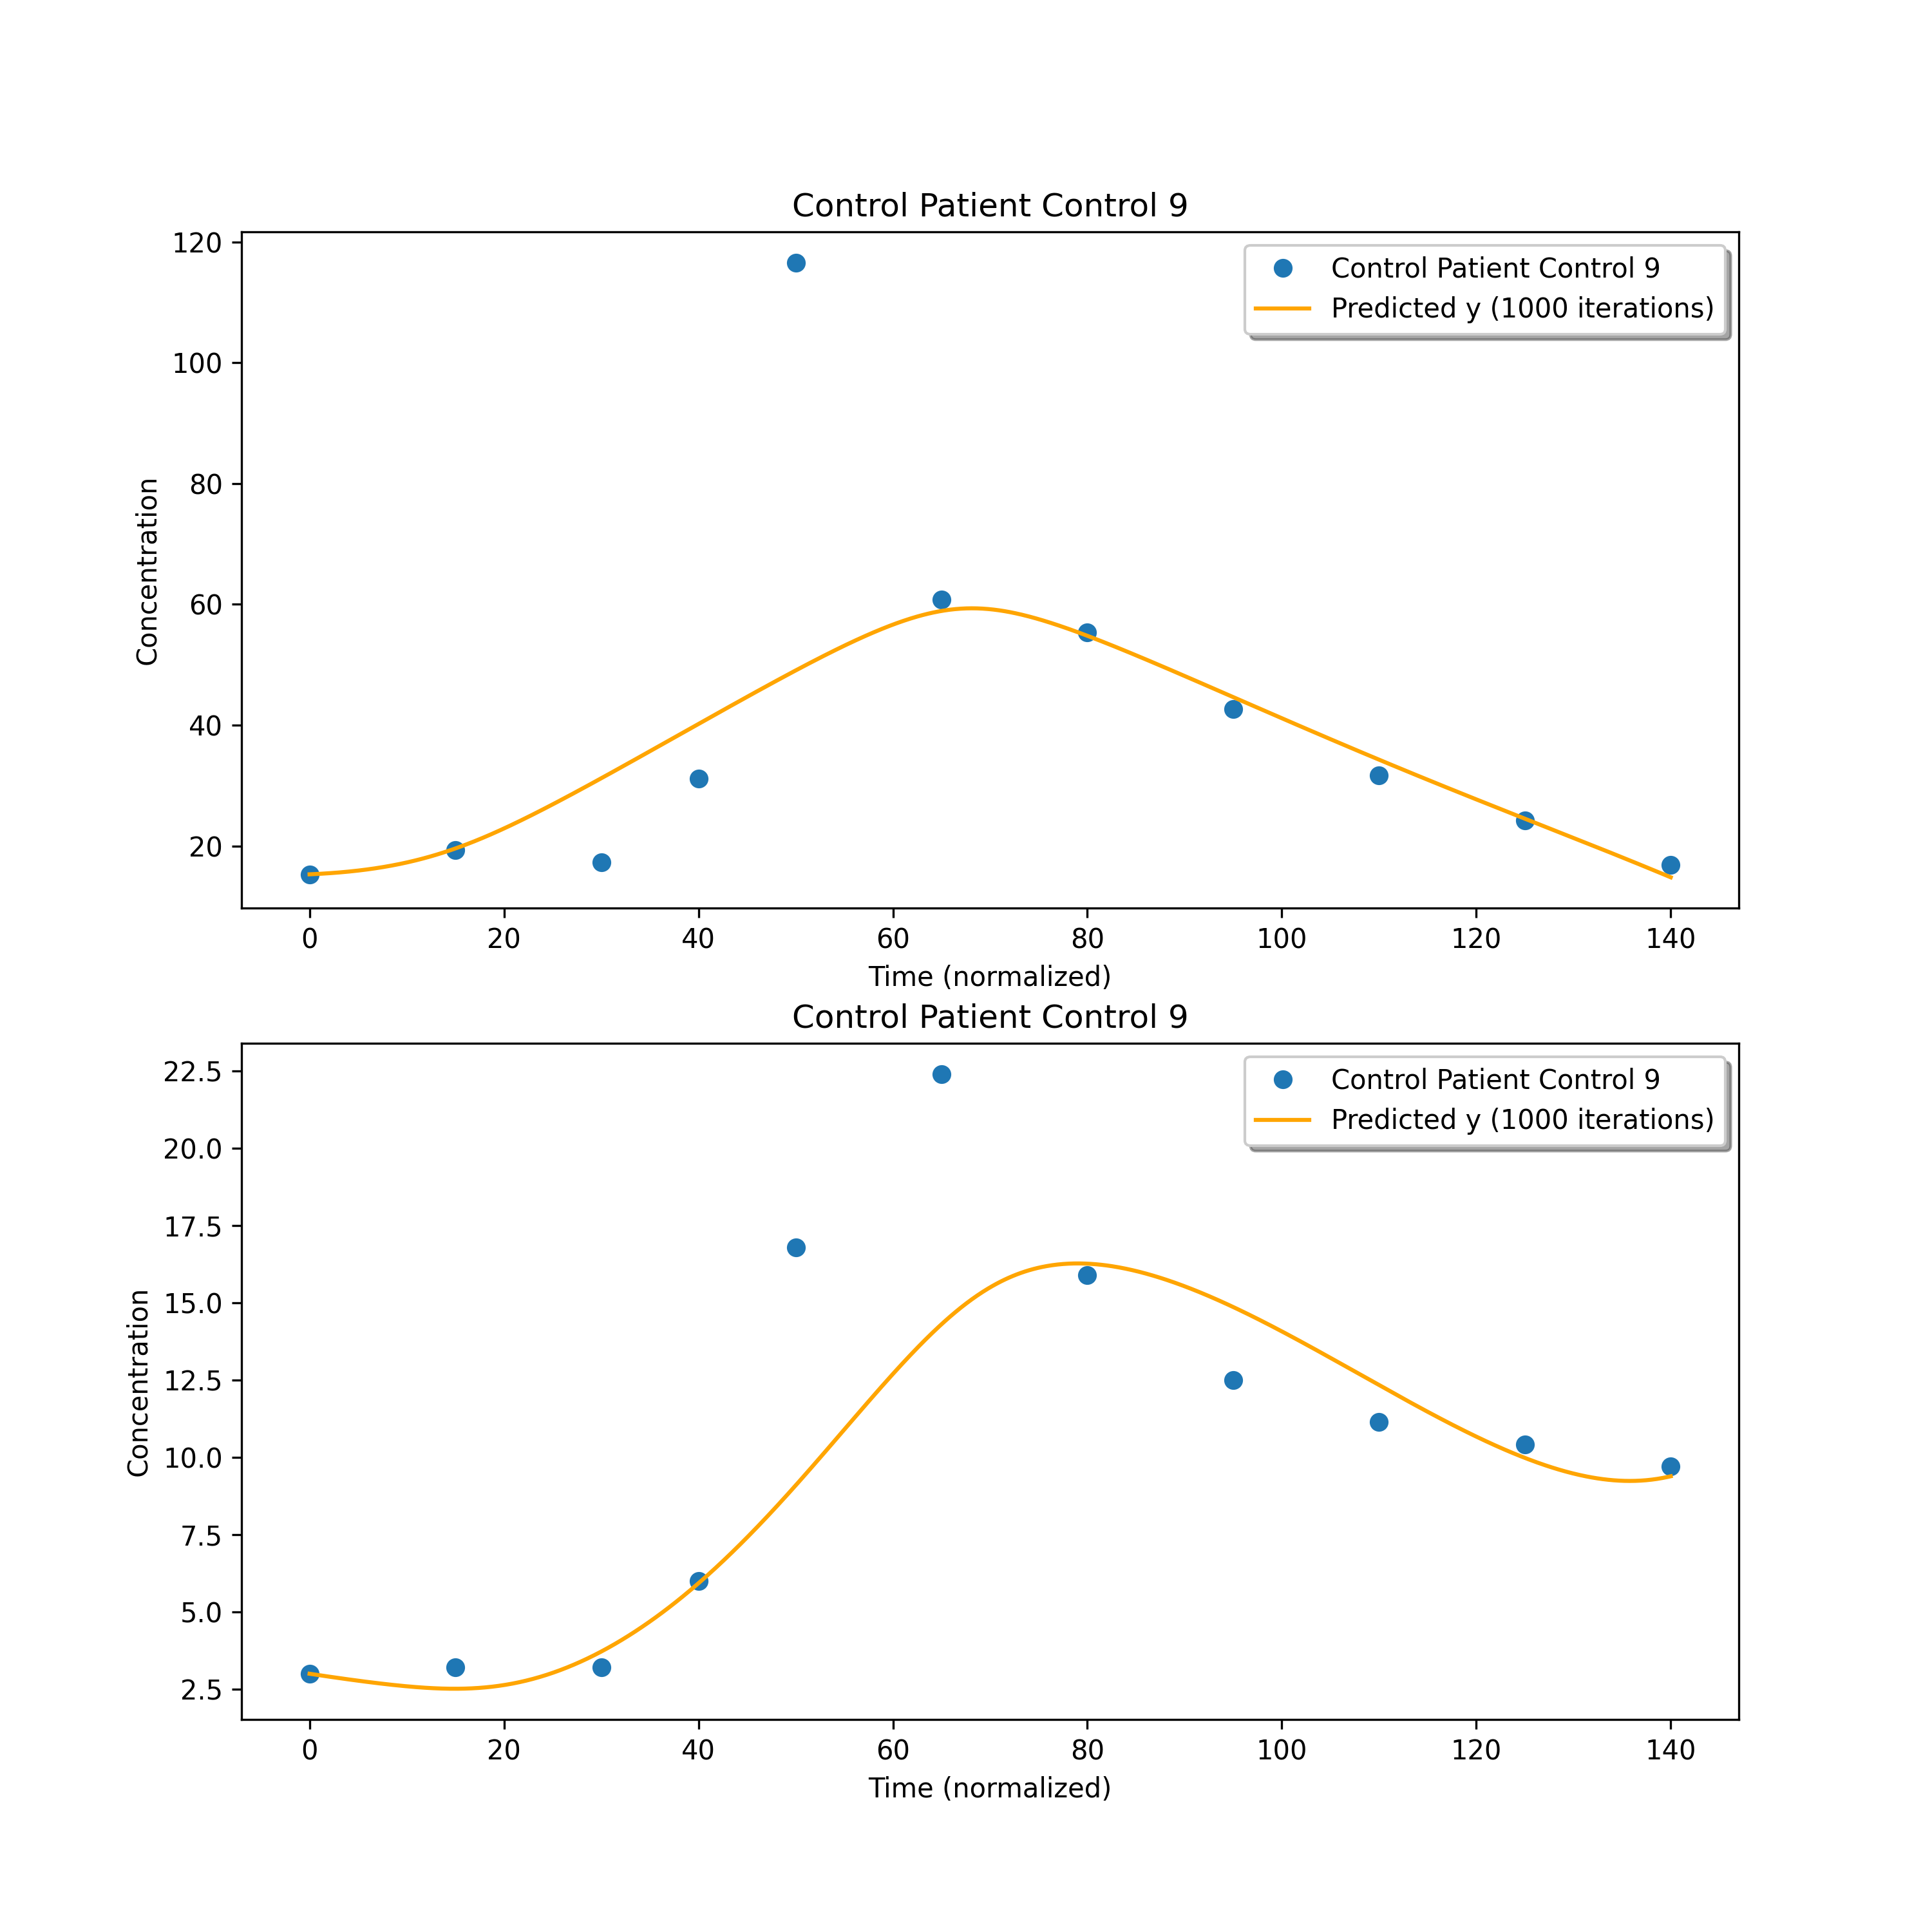 Control Patient Control 9
120
100
80
60
40
20
Concentration
Control Patient Control 9
Predicted y (1000 iterations)
0 20 40 60 80 100 120 140
Time (normalized)
Control Patient Control 9
22.5
20.0
17.5
15.0
12.5
10.0
7.5
5.0
2.5
Concentration
Control Patient Control 9
Predicted y (1000 iterations)
0 20 40 60 80 100 120 140
Time (normalized)